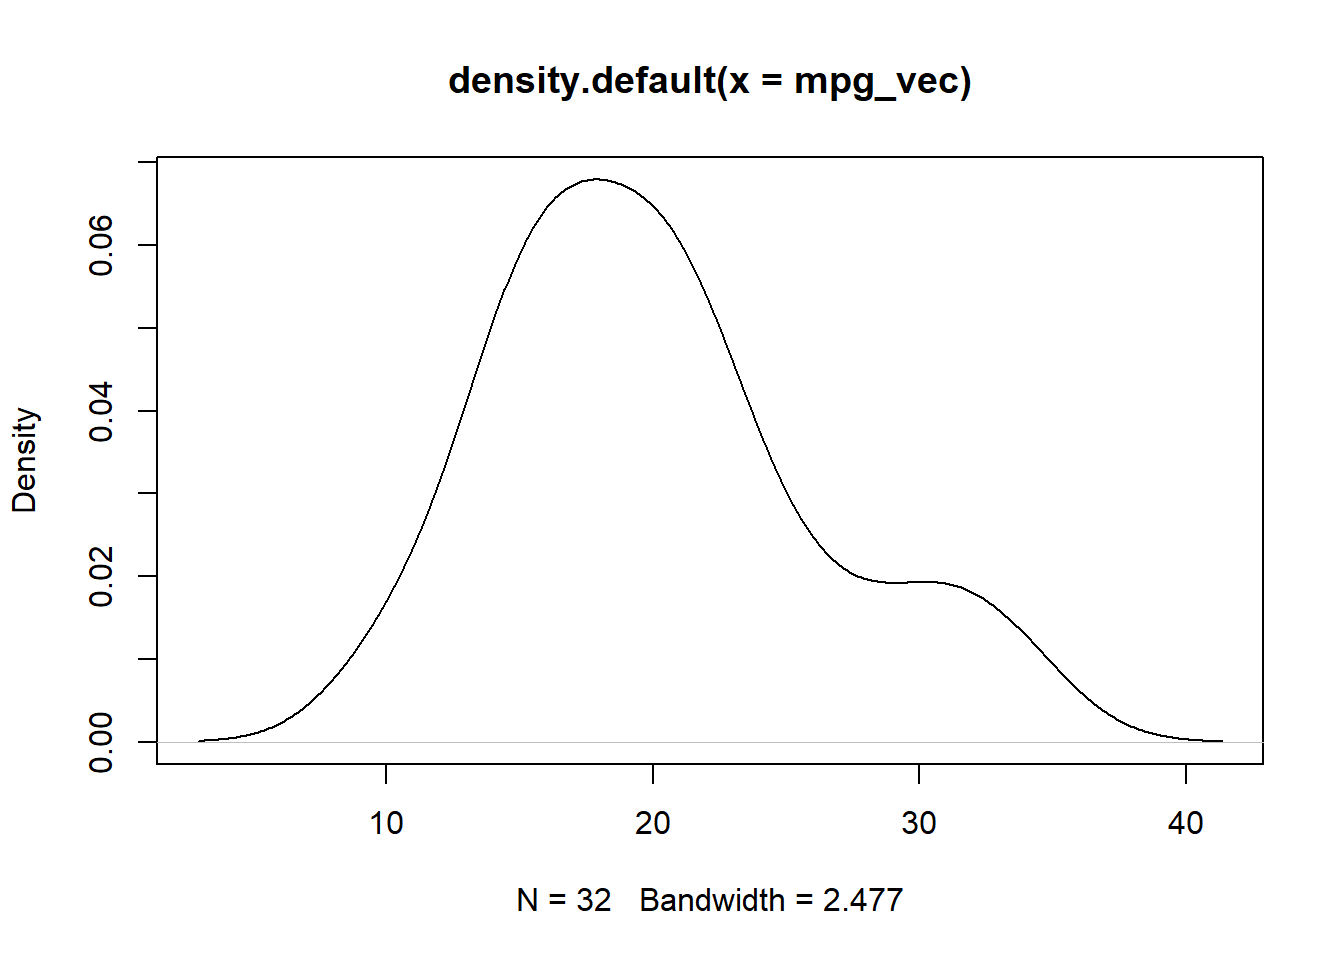 density.default(x = mpg_vec)
Density
0.06
0.04
0.02
0.00
10 20 30 40
N = 32   Bandwidth = 2.477